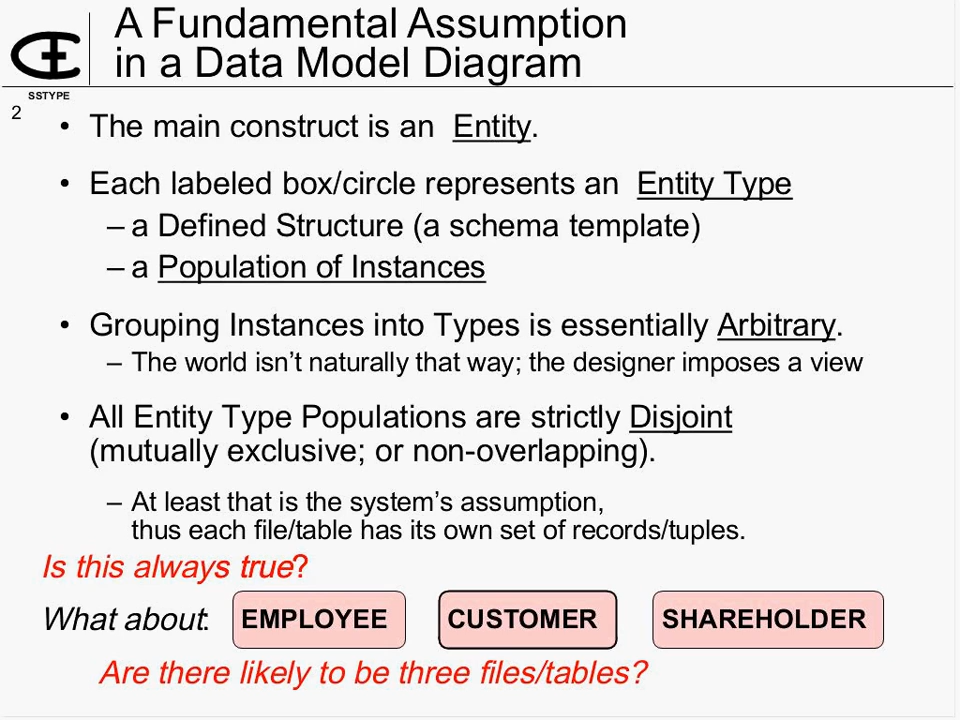 A Fundamental Assumption
in a Data Model Diagram
SSTYPE
2
• The main construct is an Entity.
• Each labeled box/circle represents an Entity Type
– a Defined Structure (a schema template)
– a Population of Instances
• Grouping Instances into Types is essentially Arbitrary.
– The world isn’t naturally that way; the designer imposes a view
• All Entity Type Populations are strictly Disjoint
(mutually exclusive; or non-overlapping).
– At least that is the system’s assumption,
thus each file/table has its own set of records/tuples.
Is this always true?
What about: EMPLOYEE CUSTOMER SHAREHOLDER
Are there likely to be three files/tables?